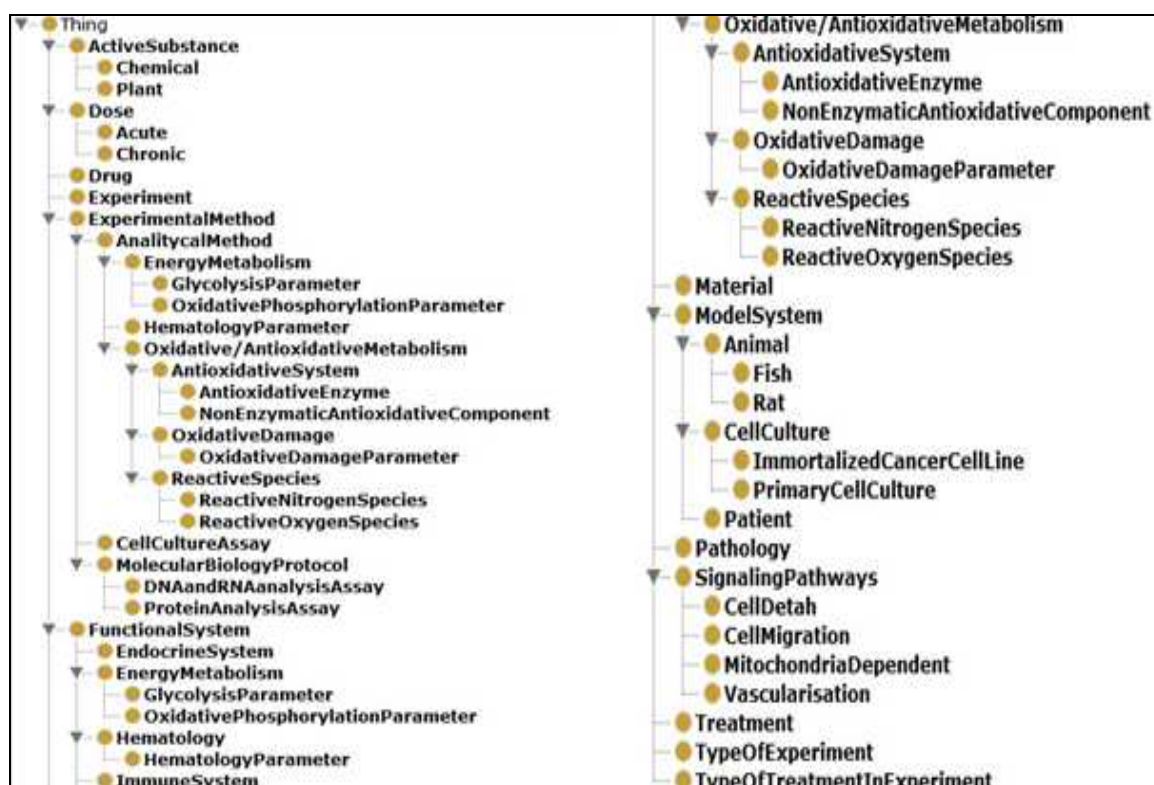 Thing
ActiveSubstance
Chemical
Plant
Dose
Acute
Chronic
Drug
Experiment
ExperimentalMethod
AnalitycalMethod
EnergyMetabolism
GlycolysisParameter
OxidativePhosphorylationParameter
HematologyParameter
Oxidative/AntioxidativeMetabolism
AntioxidativeSystem
AntioxidativeEnzyme
NonEnzymaticAntioxidativeComponent
OxidativeDamage
OxidativeDamageParameter
ReactiveSpecies
ReactiveNitrogenSpecies
ReactiveOxygenSpecies
CellCultureAssay
MolecularBiologyProtocol
DNAandRNAanalysisAssay
ProteinAnalysisAssay
FunctionalSystem
EndocrineSystem
EnergyMetabolism
GlycolysisParameter
OxidativePhosphorylationParameter
Hematology
HematologyParameter
ImmuneSystem
Oxidative/AntioxidativeMetabolism
AntioxidativeSystem
AntioxidativeEnzyme
NonEnzymaticAntioxidativeComponent
OxidativeDamage
OxidativeDamageParameter
ReactiveSpecies
ReactiveNitrogenSpecies
ReactiveOxygenSpecies
Material
ModelSystem
Animal
Fish
Rat
CellCulture
ImmortalizedCancerCellLine
PrimaryCellCulture
Patient
Pathology
SignalingPathways
CellDetah
CellMigration
MitochondriaDependent
Vascularisation
Treatment
TypeOfExperiment
TypeOfTreatmentInExperiment